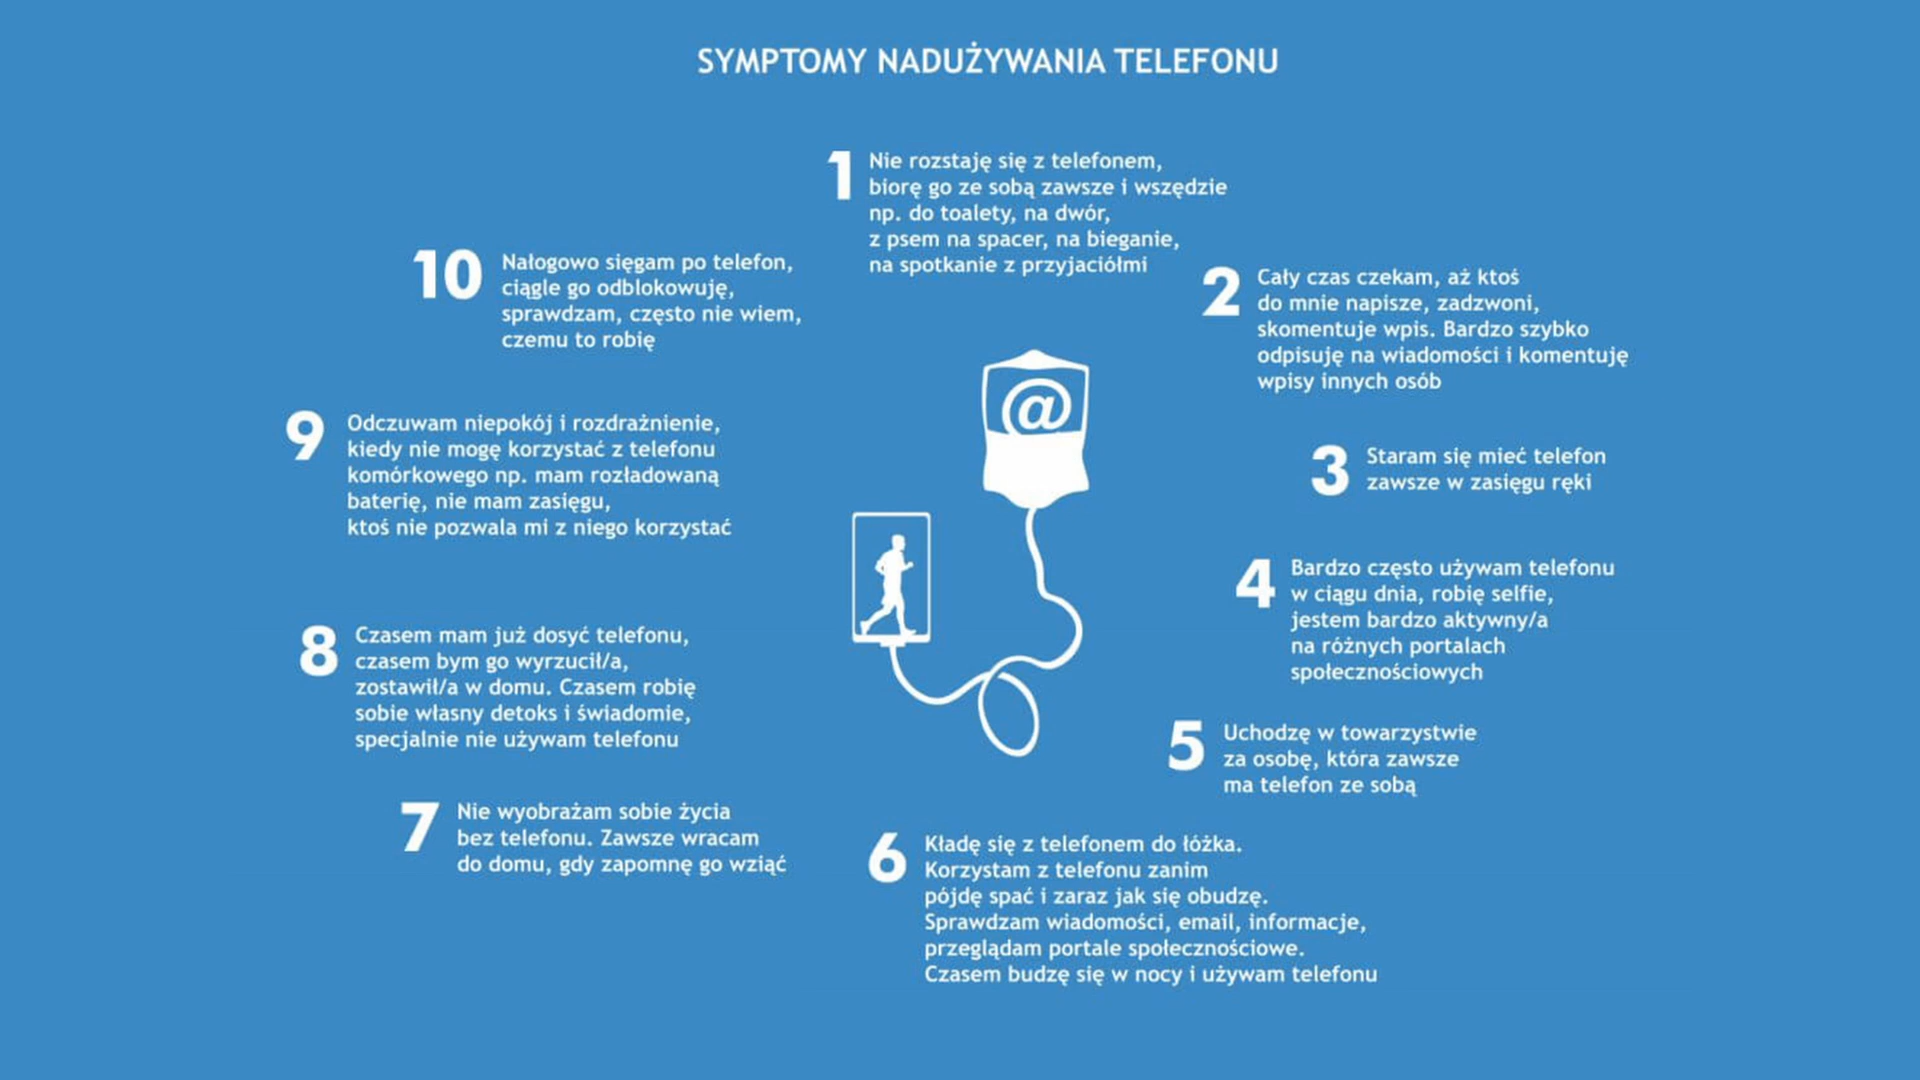 SYMPTOMY NADUŻYWANIA TELEFONU
1
Nie rozstaję się z telefonem,
biorę go ze sobą zawsze i wszędzie
np. do toalety, na dwór,
z psem na spacer, na bieganie,
na spotkanie z przyjaciółmi
2
Cały czas czekam, aż ktoś
do mnie napisze, zadzwoni,
skomentuje wpis. Bardzo szybko
odpisuję na wiadomości i komentuję
wpisy innych osób
3
Staram się mieć telefon
zawsze w zasięgu ręki
4
Bardzo często używam telefonu
w ciągu dnia, robię selfie,
jestem bardzo aktywny/a
na różnych portalach
społecznościowych
5
Uchodzę w towarzystwie
za osobę, która zawsze
ma telefon ze sobą
6
Kładę się z telefonem do łóżka.
Korzystam z telefonu zanim
pójdę spać i zaraz jak się obudzę.
Sprawdzam wiadomości, email, informacje,
przeglądam portale społecznościowe.
Czasem budzę się w nocy i używam telefonu
7
Nie wyobrażam sobie życia
bez telefonu. Zawsze wracam
do domu, gdy zapomnę go wziąć
8
Czasem mam już dosyć telefonu,
czasem bym go wyrzucił/a,
zostawił/a w domu. Czasem robię
sobie własny detoks i świadomie,
specjalnie nie używam telefonu
9
Odczuwam niepokój i rozdrażnienie,
kiedy nie mogę korzystać z telefonu
komórkowego np. mam rozładowaną
baterię, nie mam zasięgu,
ktoś nie pozwala mi z niego korzystać
10
Nałogowo sięgam po telefon,
ciągle go odblokowuję,
sprawdzam, często nie wiem,
czemu to robię
@